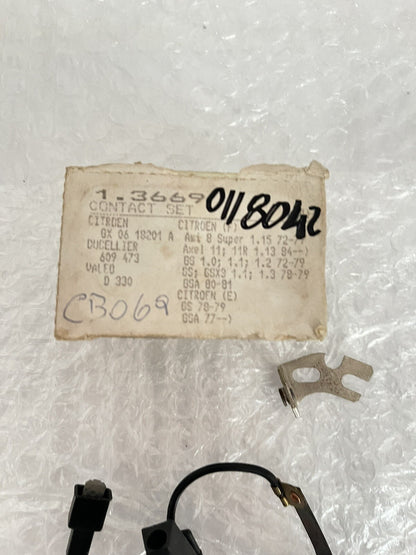 1.3669
0118042
CONTACT SET
CITROEN
GX 06 18201 A
DUCELLIER
609 473
VALEO
D 330
CITROEN (F)
Ami 8 Super 1.15 72-77
Axel 11; 11R 1.13 84--)
GS 1.0; 1.1; 1.2 72-79
GS; GSX3 1.1; 1.3 78-79
GSA 80-81
CITROEN (E)
GS 78-79
GSA 77--)
CB069